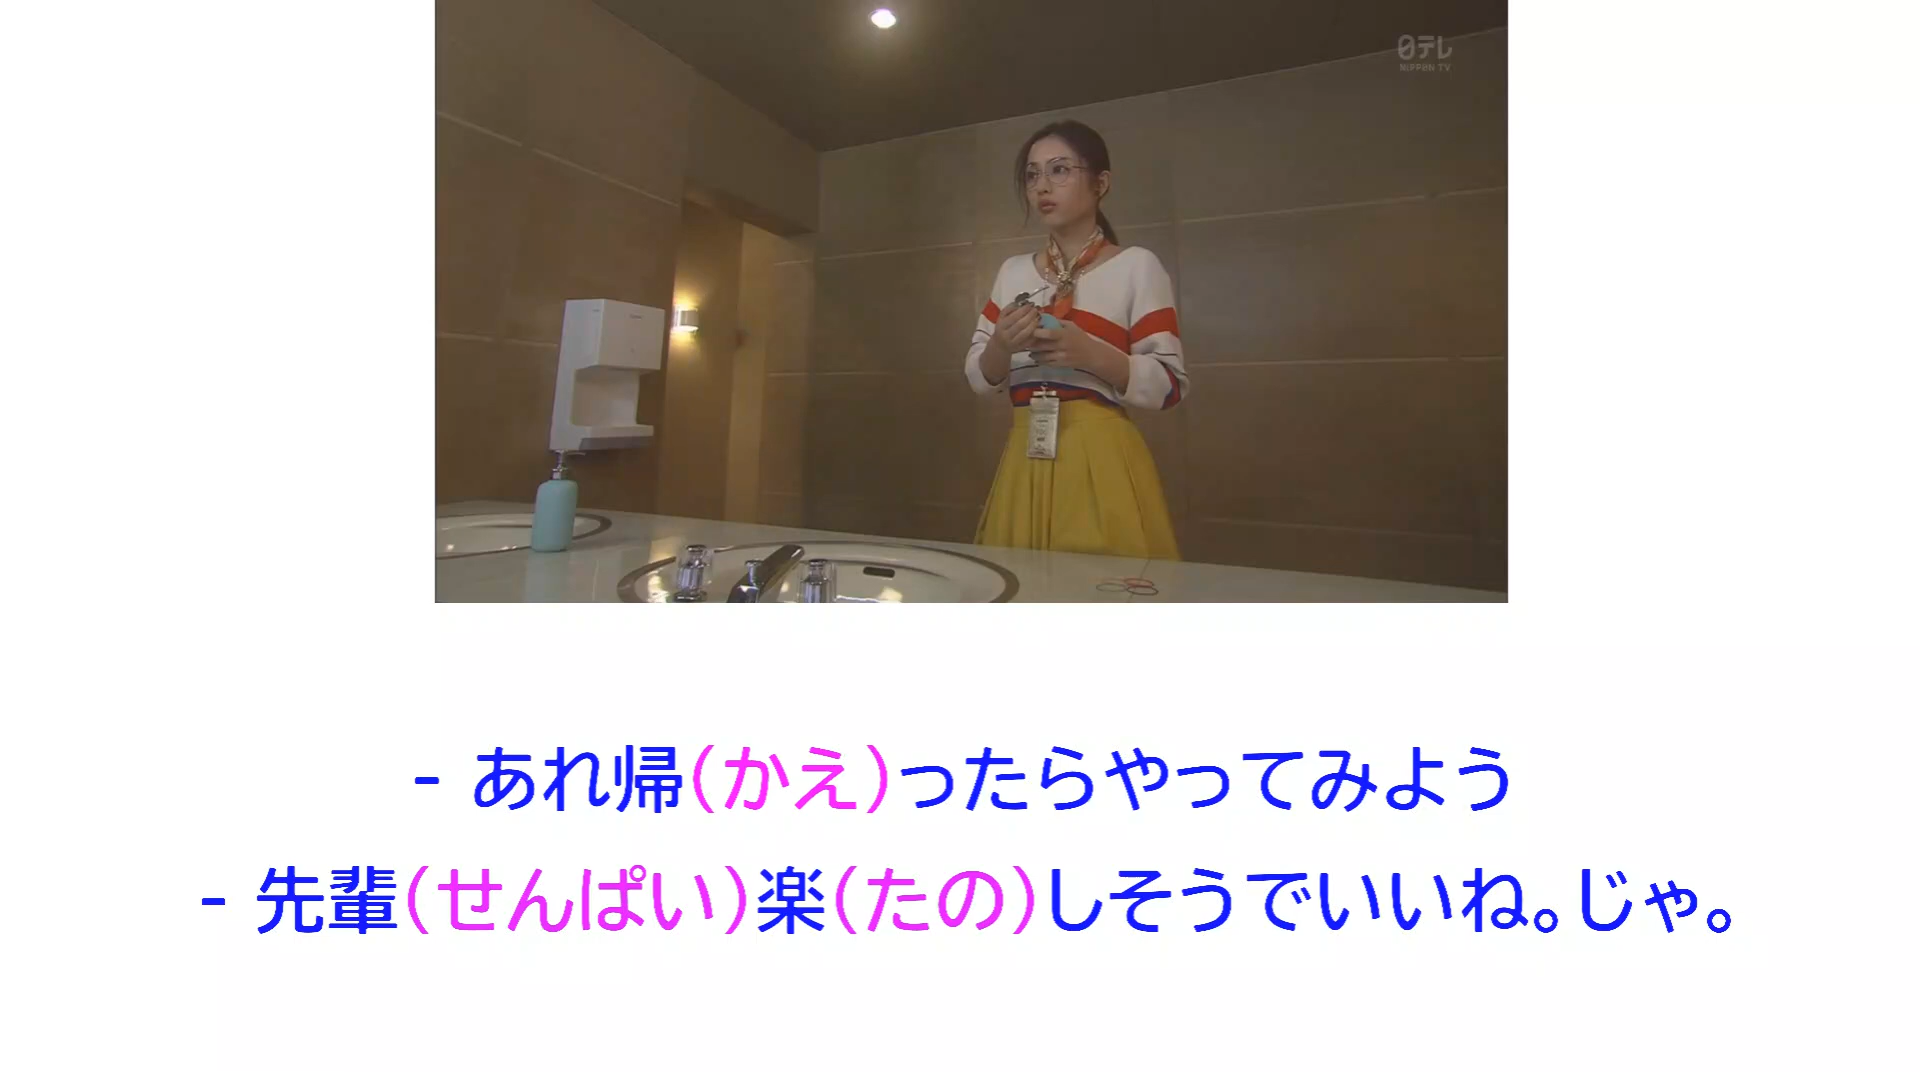 日テレ
NIPPON TV
- あれ帰(かえ)ったらやってみよう
- 先輩(せんぱい)楽(たの)しそうでいいね。じゃ。